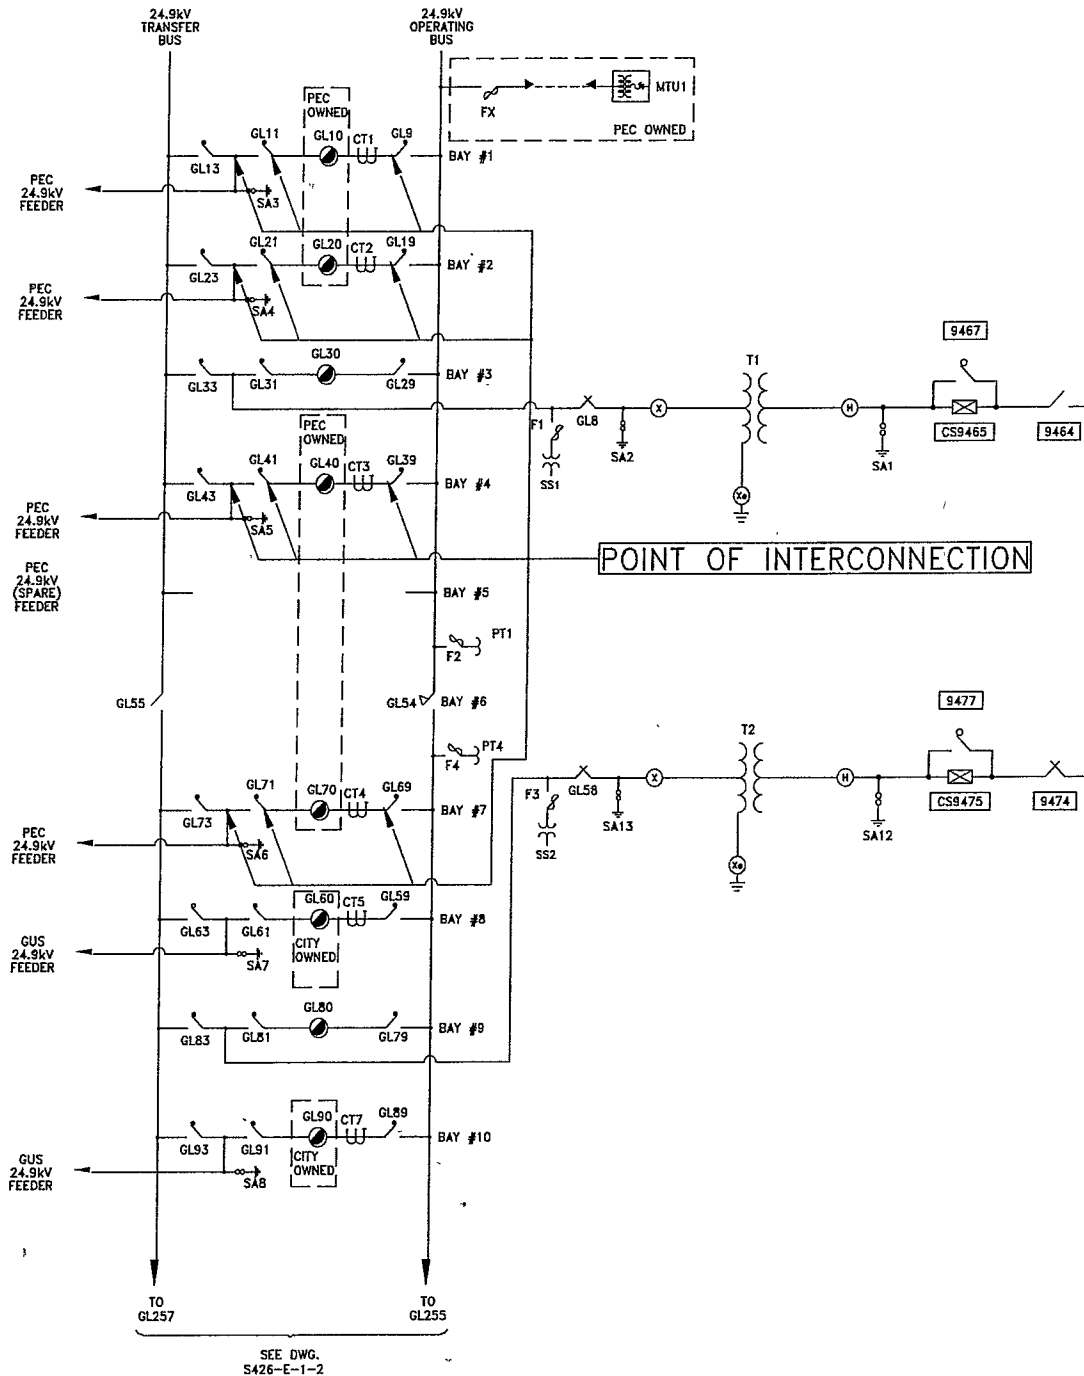 24.9kV
TRANSFER
BUS
24.9kV
OPERATING
BUS
PEC
OWNED
FX
MTU1
PEC OWNED
GL13
GL11
GL10
CT1
GL9
BAY #1
PEC
24.9kV
FEEDER
SA3
GL23
GL21
GL20
CT2
GL19
BAY #2
PEC
24.9kV
FEEDER
SA4
GL33
GL31
GL30
GL29
BAY #3
F1
SS1
GL8
SA2
X
T1
Xo
H
SA1
9467
CS9465
9464
PEC
OWNED
GL43
GL41
GL40
CT3
GL39
BAY #4
PEC
24.9kV
FEEDER
SA5
POINT OF INTERCONNECTION
PEC
24.9kV
(SPARE)
FEEDER
BAY #5
F2
PT1
GL55
GL54
BAY #6
F4
PT4
F3
SS2
GL58
SA13
X
T2
Xo
H
SA12
9477
CS9475
9474
GL73
GL71
GL70
CT4
GL69
BAY #7
PEC
24.9kV
FEEDER
SA6
GL63
GL61
GL60
CT5
GL59
BAY #8
CITY
OWNED
GUS
24.9kV
FEEDER
SA7
GL83
GL81
GL80
GL79
BAY #9
GL93
GL91
GL90
CT7
GL89
BAY #10
CITY
OWNED
GUS
24.9kV
FEEDER
SA8
TO
GL257
TO
GL255
SEE DWG.
S426-E-1-2